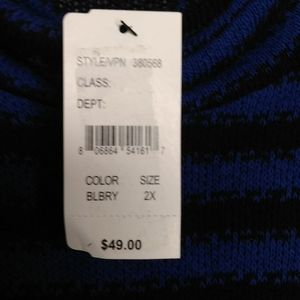 STYLE/VPN 380568
CLASS:
DEPT:
8 06864 54161 7
COLOR SIZE
BLBRY 2X
$49.00